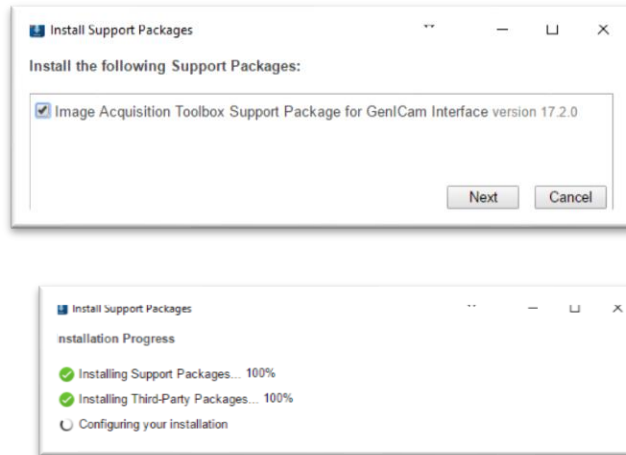 Install Support Packages
Install the following Support Packages:
Image Acquisition Toolbox Support Package for GenICam Interface version 17.2.0
Next Cancel
Install Support Packages
nstallation Progress
Installing Support Packages... 100%
Installing Third-Party Packages... 100%
Configuring your installation